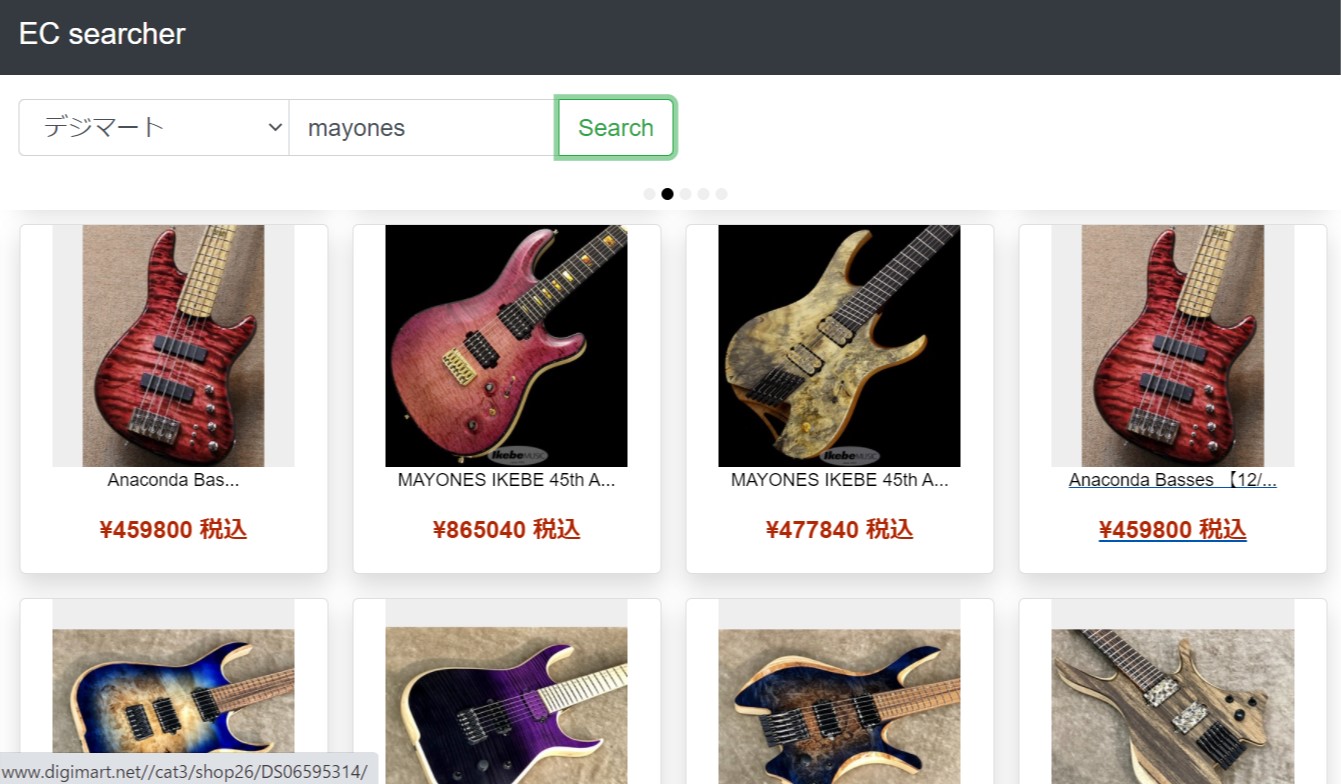 EC searcher
デジマート
mayones
Search
IkebeMUSIC
IkebeMUSIC
Anaconda Bas...
MAYONES IKEBE 45th A...
MAYONES IKEBE 45th A...
Anaconda Basses 【12/...
¥459800 税込
¥865040 税込
¥477840 税込
¥459800 税込
www.digimart.net//cat3/shop26/DS06595314/